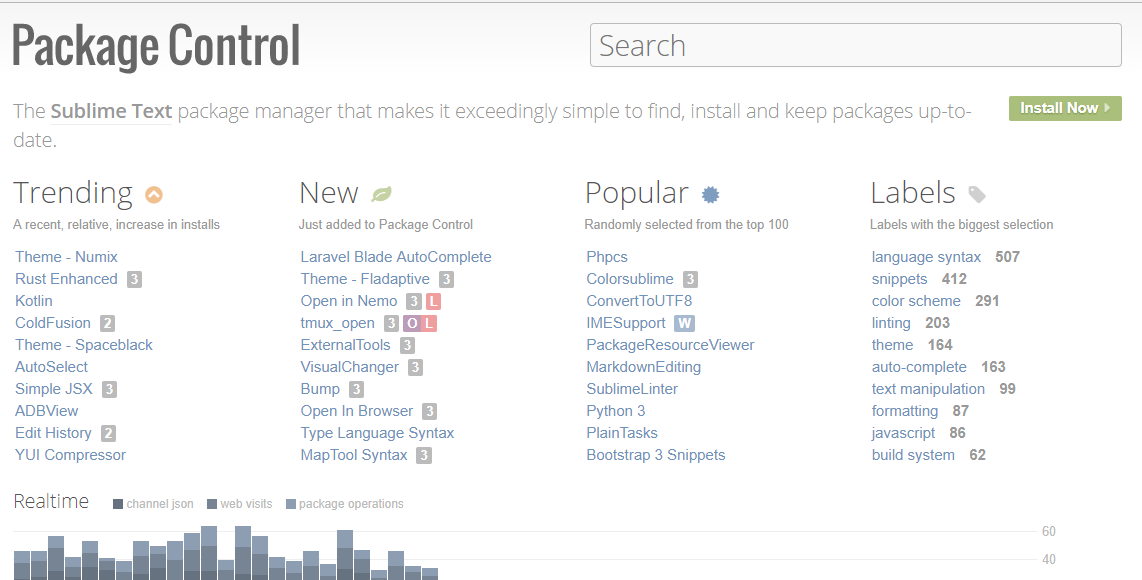 Package Control
Search
The Sublime Text package manager that makes it exceedingly simple to find, install and keep packages up-to-
date.
Install Now
Trending
A recent, relative, increase in installs
Theme - Numix
Rust Enhanced 3
Kotlin
ColdFusion 2
Theme - Spaceblack
AutoSelect
Simple JSX 3
ADBView
Edit History 2
YUI Compressor
New
Just added to Package Control
Laravel Blade AutoComplete
Theme - Fladaptive 3
Open in Nemo 3 L
tmux_open 3 O L
ExternalTools 3
VisualChanger 3
Bump 3
Open In Browser 3
Type Language Syntax
MapTool Syntax 3
Popular
Randomly selected from the top 100
Phpcs
Colorsublime 3
ConvertToUTF8
IMESupport W
PackageResourceViewer
MarkdownEditing
SublimeLinter
Python 3
PlainTasks
Bootstrap 3 Snippets
Labels
Labels with the biggest selection
language syntax 507
snippets 412
color scheme 291
linting 203
theme 164
auto-complete 163
text manipulation 99
formatting 87
javascript 86
build system 62
Realtime
channel json web visits package operations
60
40